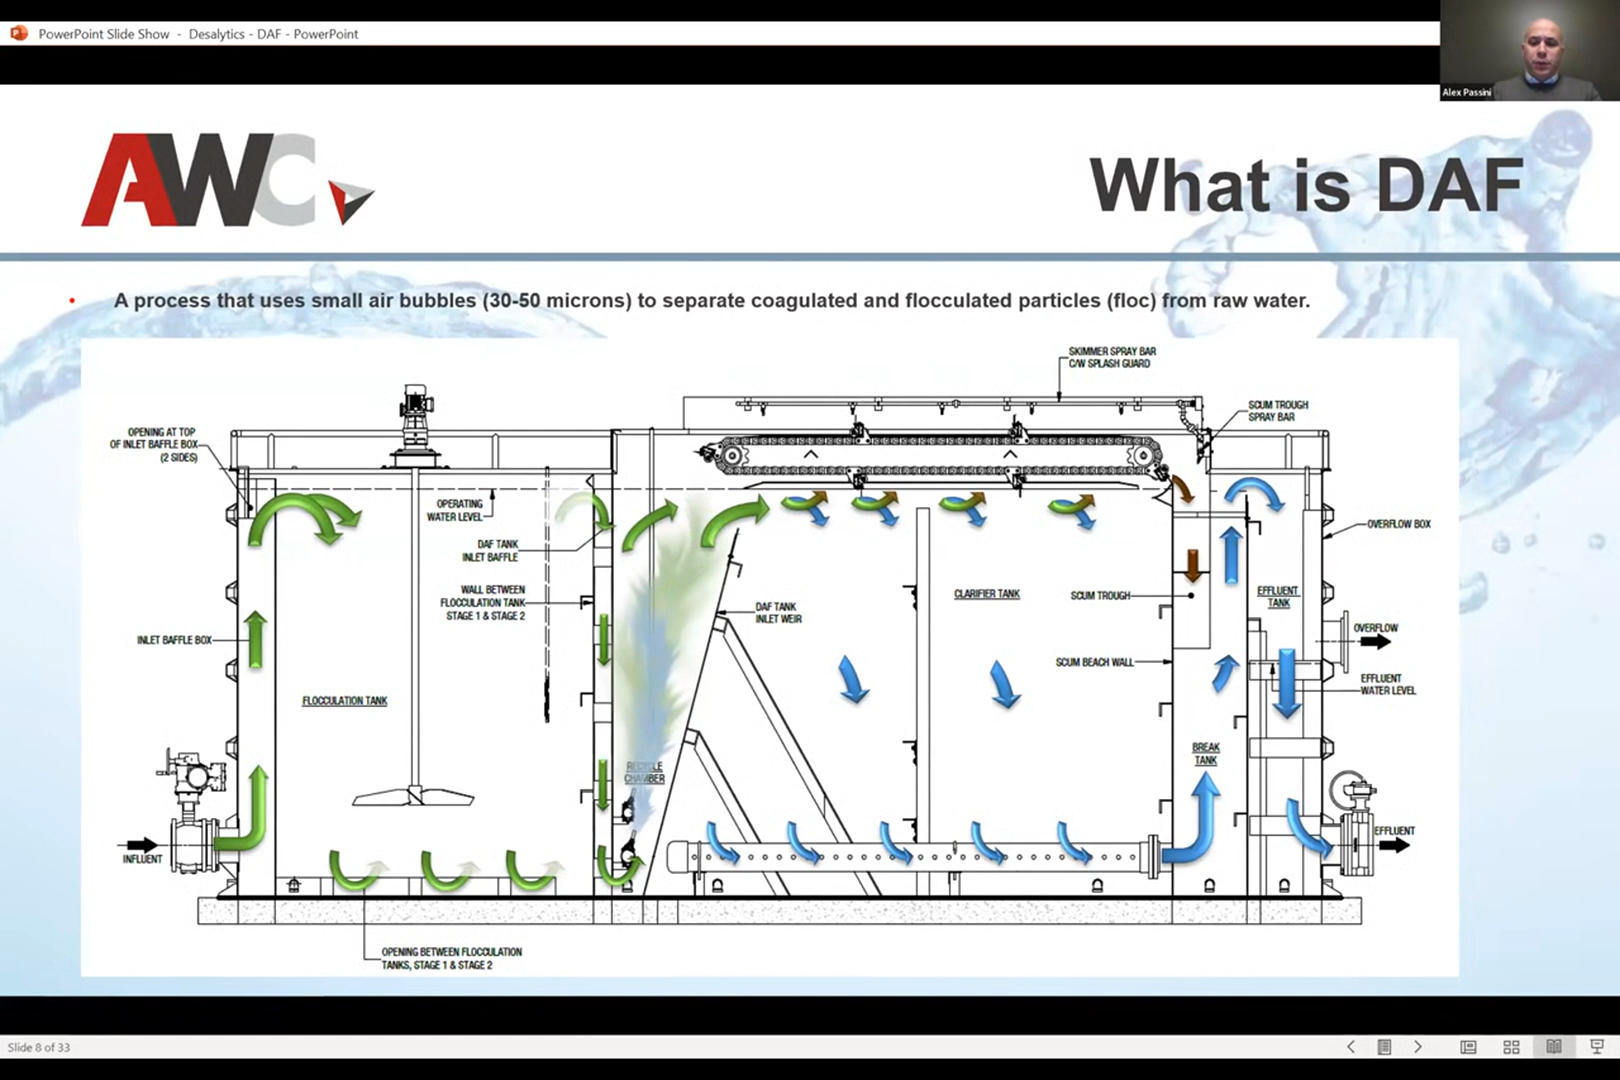 PowerPoint Slide Show - Desalytics - DAF - PowerPoint
Alex Passini
AWC
What is DAF
• A process that uses small air bubbles (30-50 microns) to separate coagulated and flocculated particles (floc) from raw water.
SKIMMER SPRAY BAR
C/W SPLASH GUARD
SCUM TROUGH
SPRAY BAR
OPENING AT TOP
OF INLET BAFFLE BOX
(2 SIDES)
OPERATING
WATER LEVEL
OVERFLOW BOX
DAF TANK
INLET BAFFLE
WALL BETWEEN
FLOCCULATION TANK
STAGE 1 & STAGE 2
CLARIFIER TANK
SCUM TROUGH
EFFLUENT
TANK
DAF TANK
INLET WEIR
OVERFLOW
INLET BAFFLE BOX
SCUM BEACH WALL
EFFLUENT
WATER LEVEL
FLOCCULATION TANK
BREAK
TANK
RECYCLE
CHAMBER
INFLUENT
EFFLUENT
OPENING BETWEEN FLOCCULATION
TANKS, STAGE 1 & STAGE 2
Slide 8 of 33